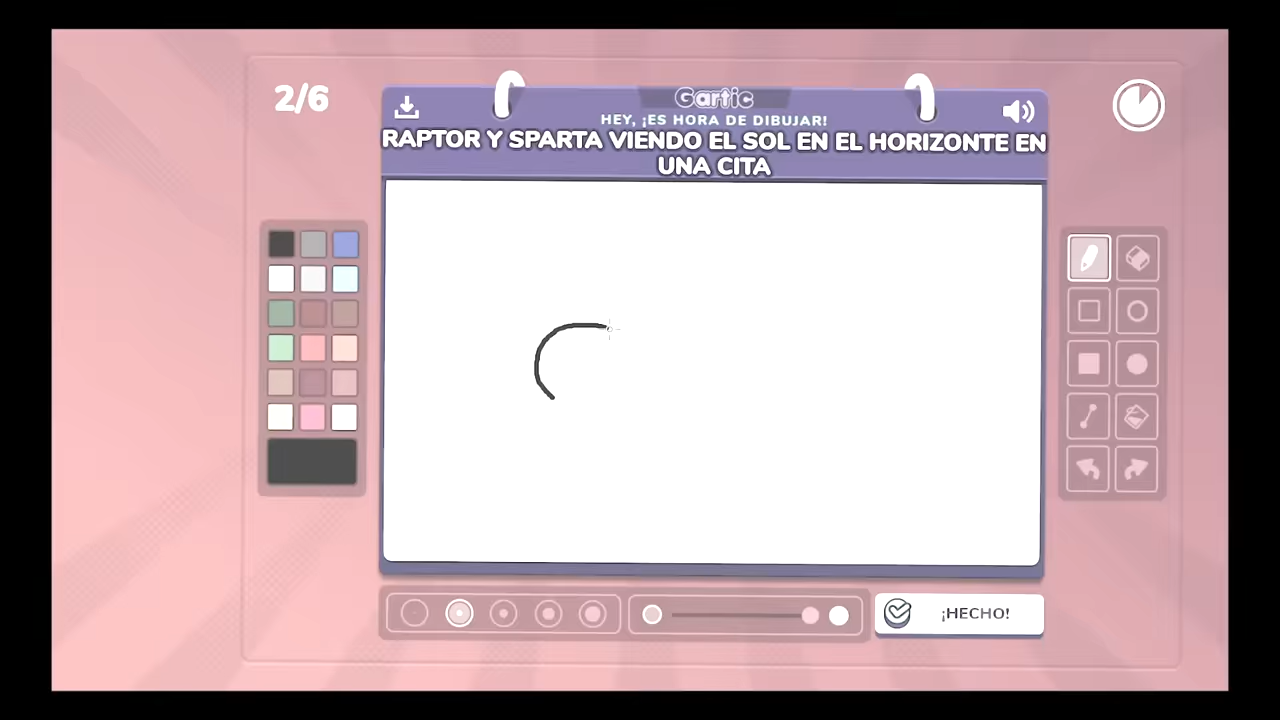 2/6
Gartic
HEY, ¡ES HORA DE DIBUJAR!
RAPTOR Y SPARTA VIENDO EL SOL EN EL HORIZONTE EN
UNA CITA
¡HECHO!